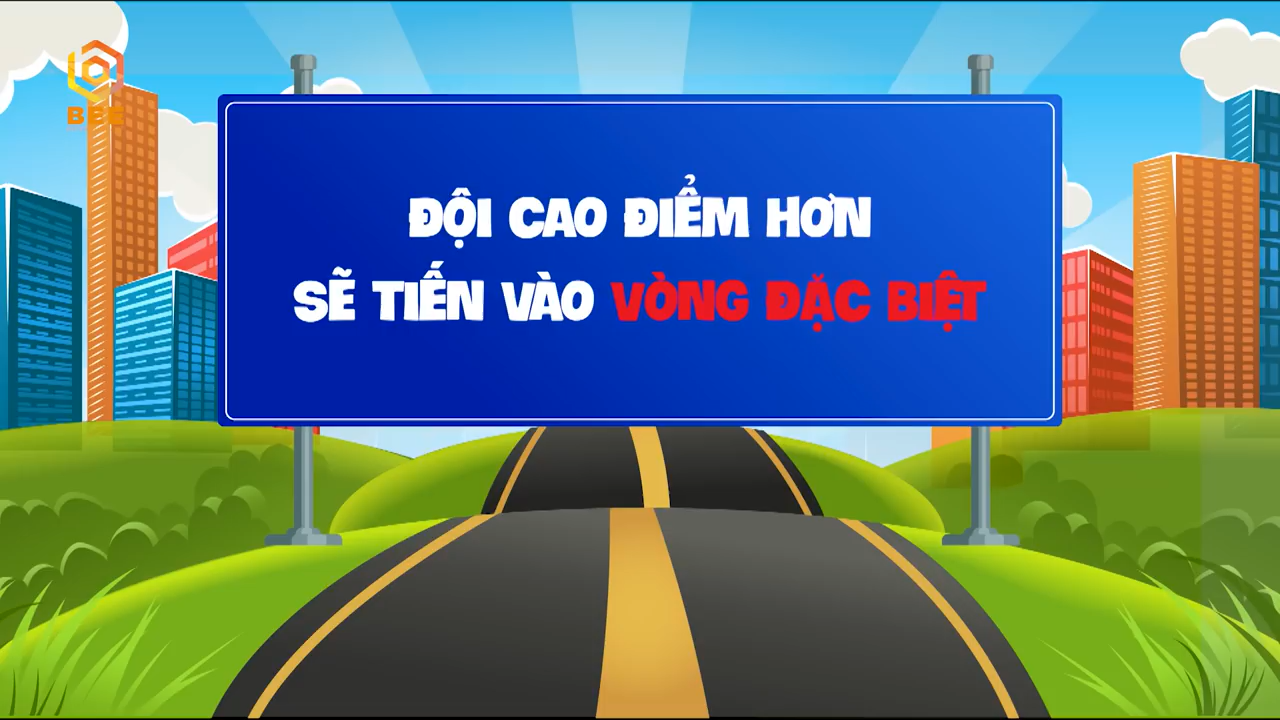 BEE
ĐỘI CAO ĐIỂM HƠN
SẼ TIẾN VÀO VÒNG ĐẶC BIỆT